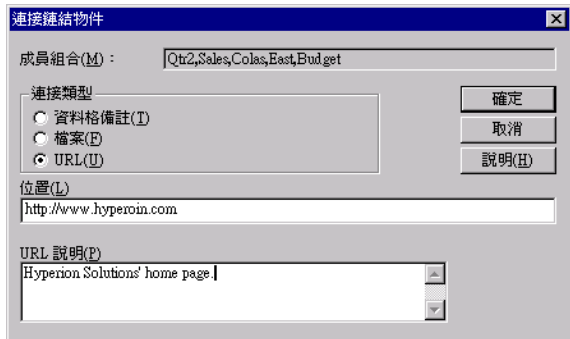 連接鏈結物件
成員組合(M)： Qtr2,Sales,Colas,East,Budget
連接類型
資料格備註(T)
檔案(F)
URL(U)
確定
取消
說明(H)
位置(L)
http://www.hyperoin.com
URL 說明(P)
Hyperion Solutions' home page.